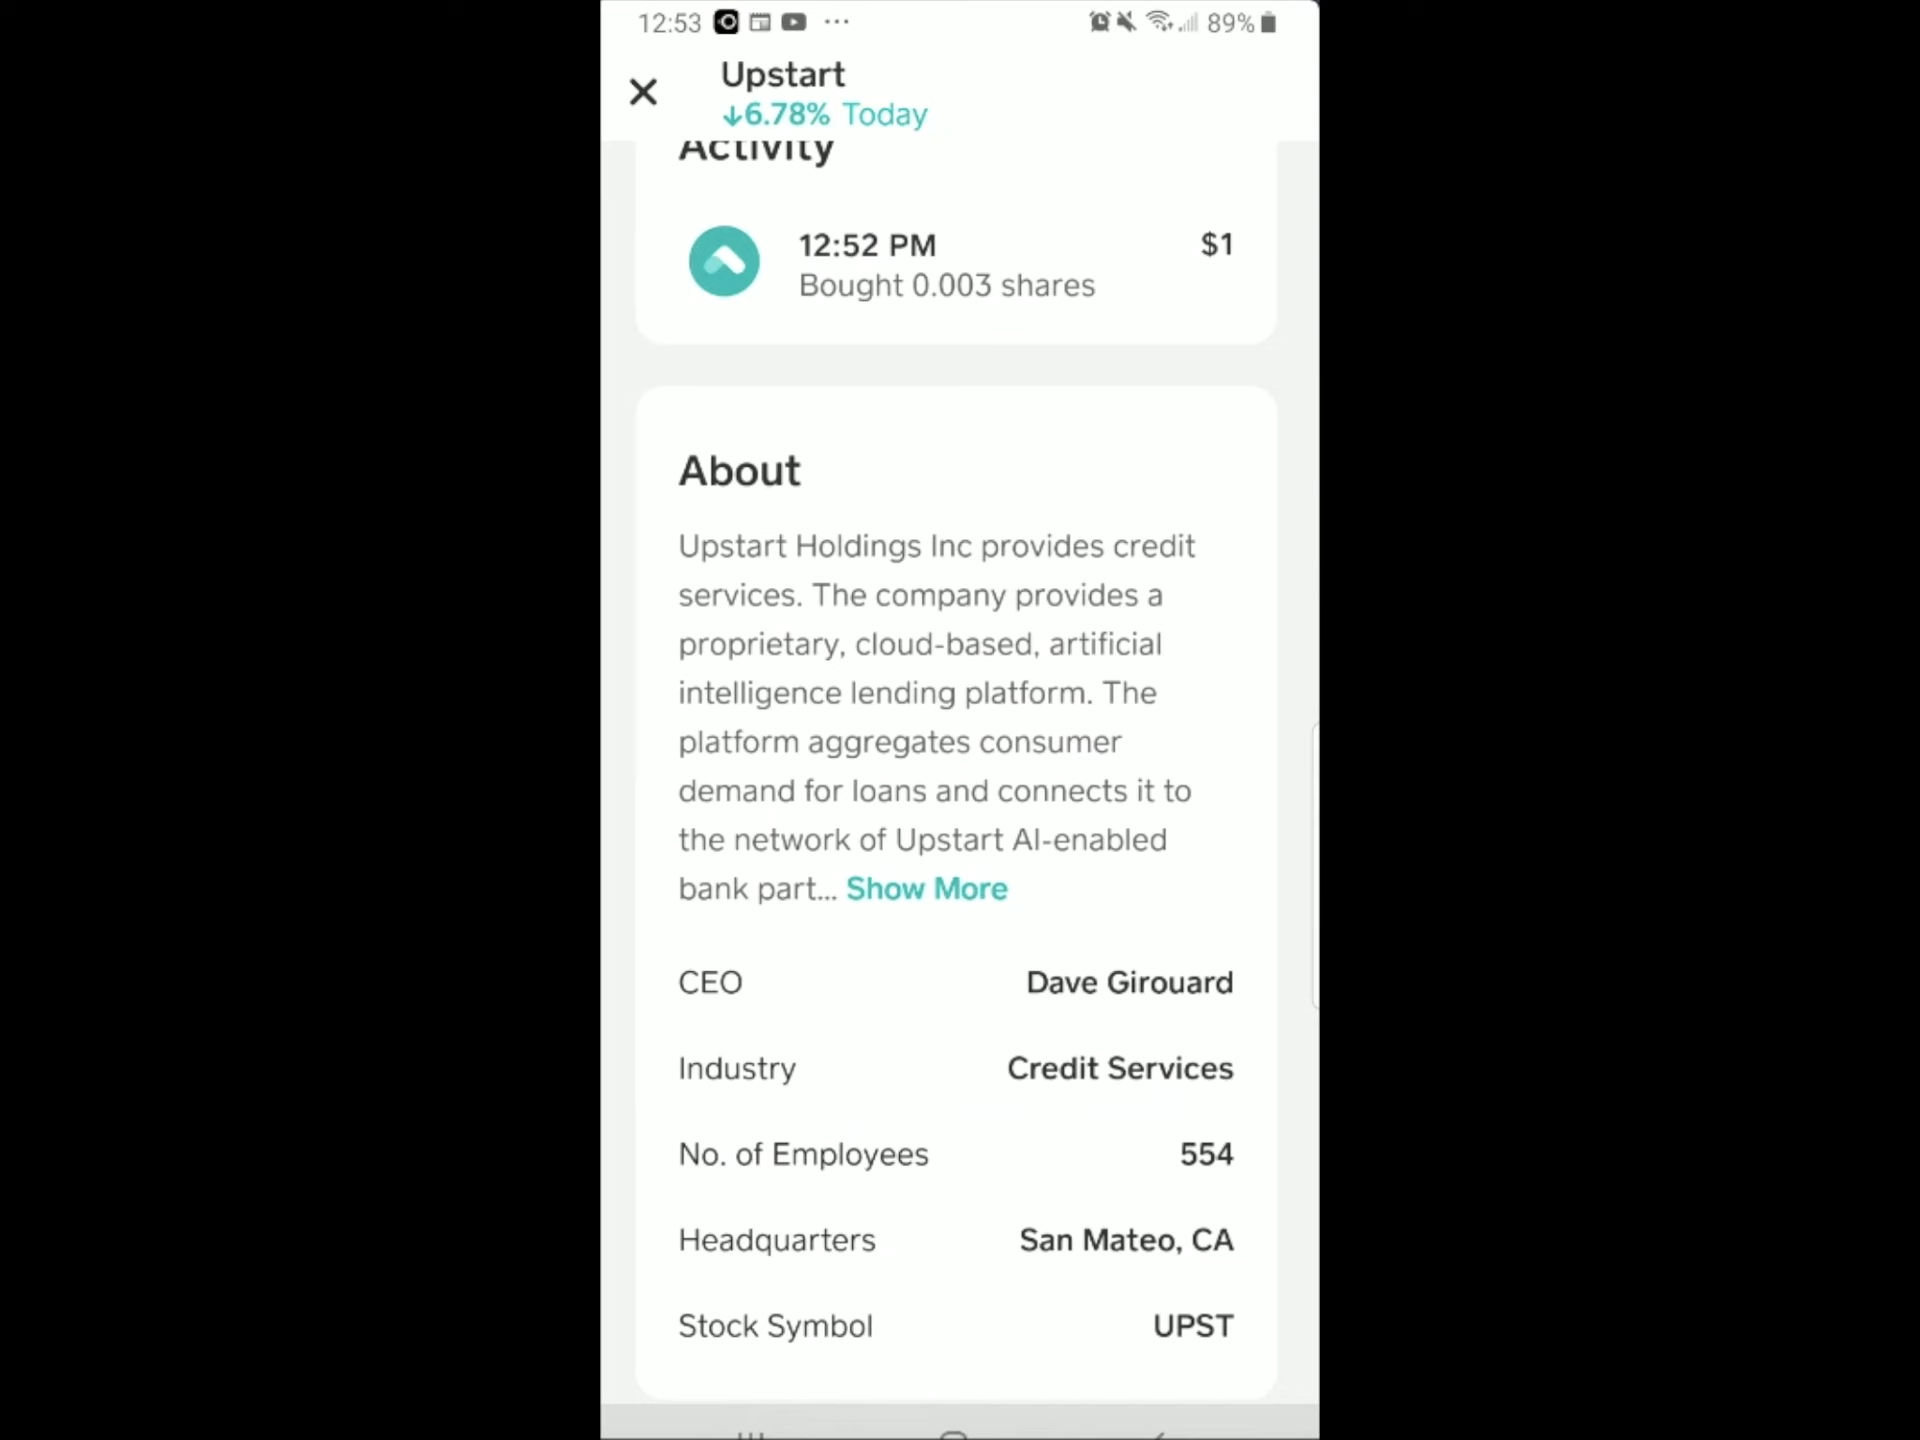 12:53 89%
Upstart
↓6.78% Today
Activity
12:52 PM $1
Bought 0.003 shares
About
Upstart Holdings Inc provides credit
services. The company provides a
proprietary, cloud-based, artificial
intelligence lending platform. The
platform aggregates consumer
demand for loans and connects it to
the network of Upstart AI-enabled
bank part... Show More
CEO Dave Girouard
Industry Credit Services
No. of Employees 554
Headquarters San Mateo, CA
Stock Symbol UPST